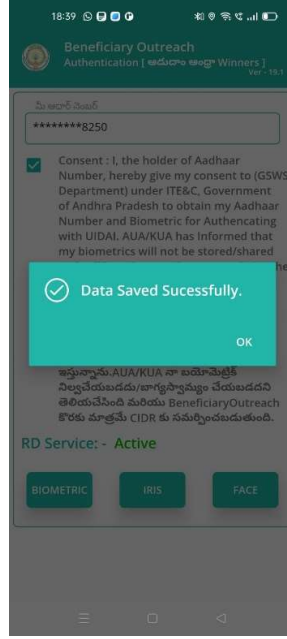 18:39
Beneficiary Outreach
Authentication [ ఆడుదాం ఆంధ్రా Winners ]
Ver - 19.1
మీ ఆధార్ నెంబర్
********8250
Consent : I, the holder of Aadhaar
Number, hereby give my consent to (GSWS
Department) under ITE&C, Government
of Andhra Pradesh to obtain my Aadhaar
Number and Biometric for Authencating
with UIDAI. AUA/KUA has Informed that
my biometrics will not be stored/shared
he
Data Saved Sucessfully.
OK
ఇస్తున్నాను.AUA/KUA నా బయోమెట్రిక్
నిల్వచేయబడదు/భాగ్యస్వామ్యం చేయబడదని
తెలియచేసింది మరియు BeneficiaryOutreach
కొరకు మాత్రమే CIDR కు సమర్పించబడుతుంది.
RD Service: - Active
BIOMETRIC
IRIS
FACE